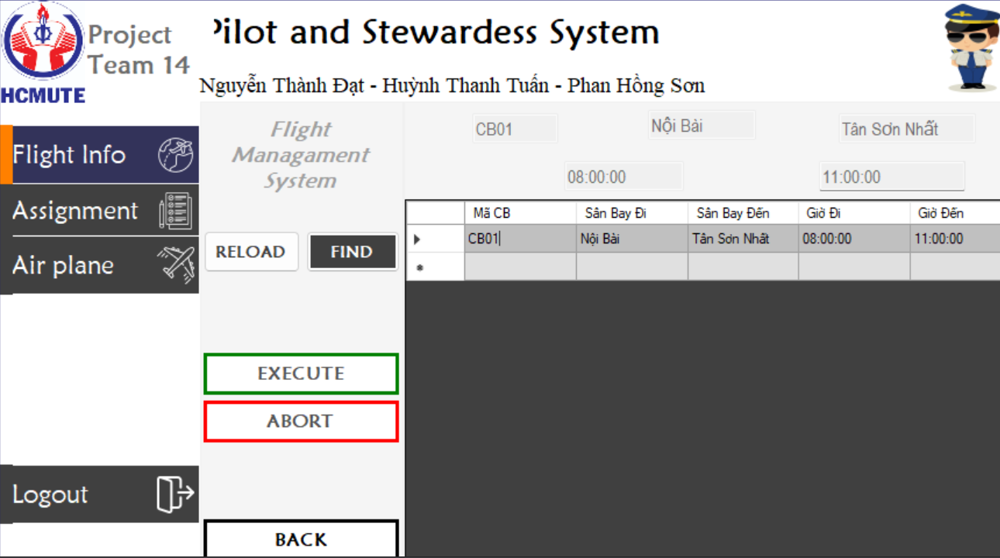 Project
Team 14
HCMUTE
Pilot and Stewardess System
Nguyễn Thành Đạt - Huỳnh Thanh Tuấn - Phan Hồng Sơn
Flight Info
Assignment
Air plane
Logout
Flight
Managament
System
RELOAD FIND
EXECUTE
ABORT
BACK
CB01 Nội Bài Tân Sơn Nhất
08:00:00 11:00:00
Mã CB Sân Bay Đi Sân Bay Đến Giờ Đi Giờ Đến
CB01 Nội Bài Tân Sơn Nhất 08:00:00 11:00:00